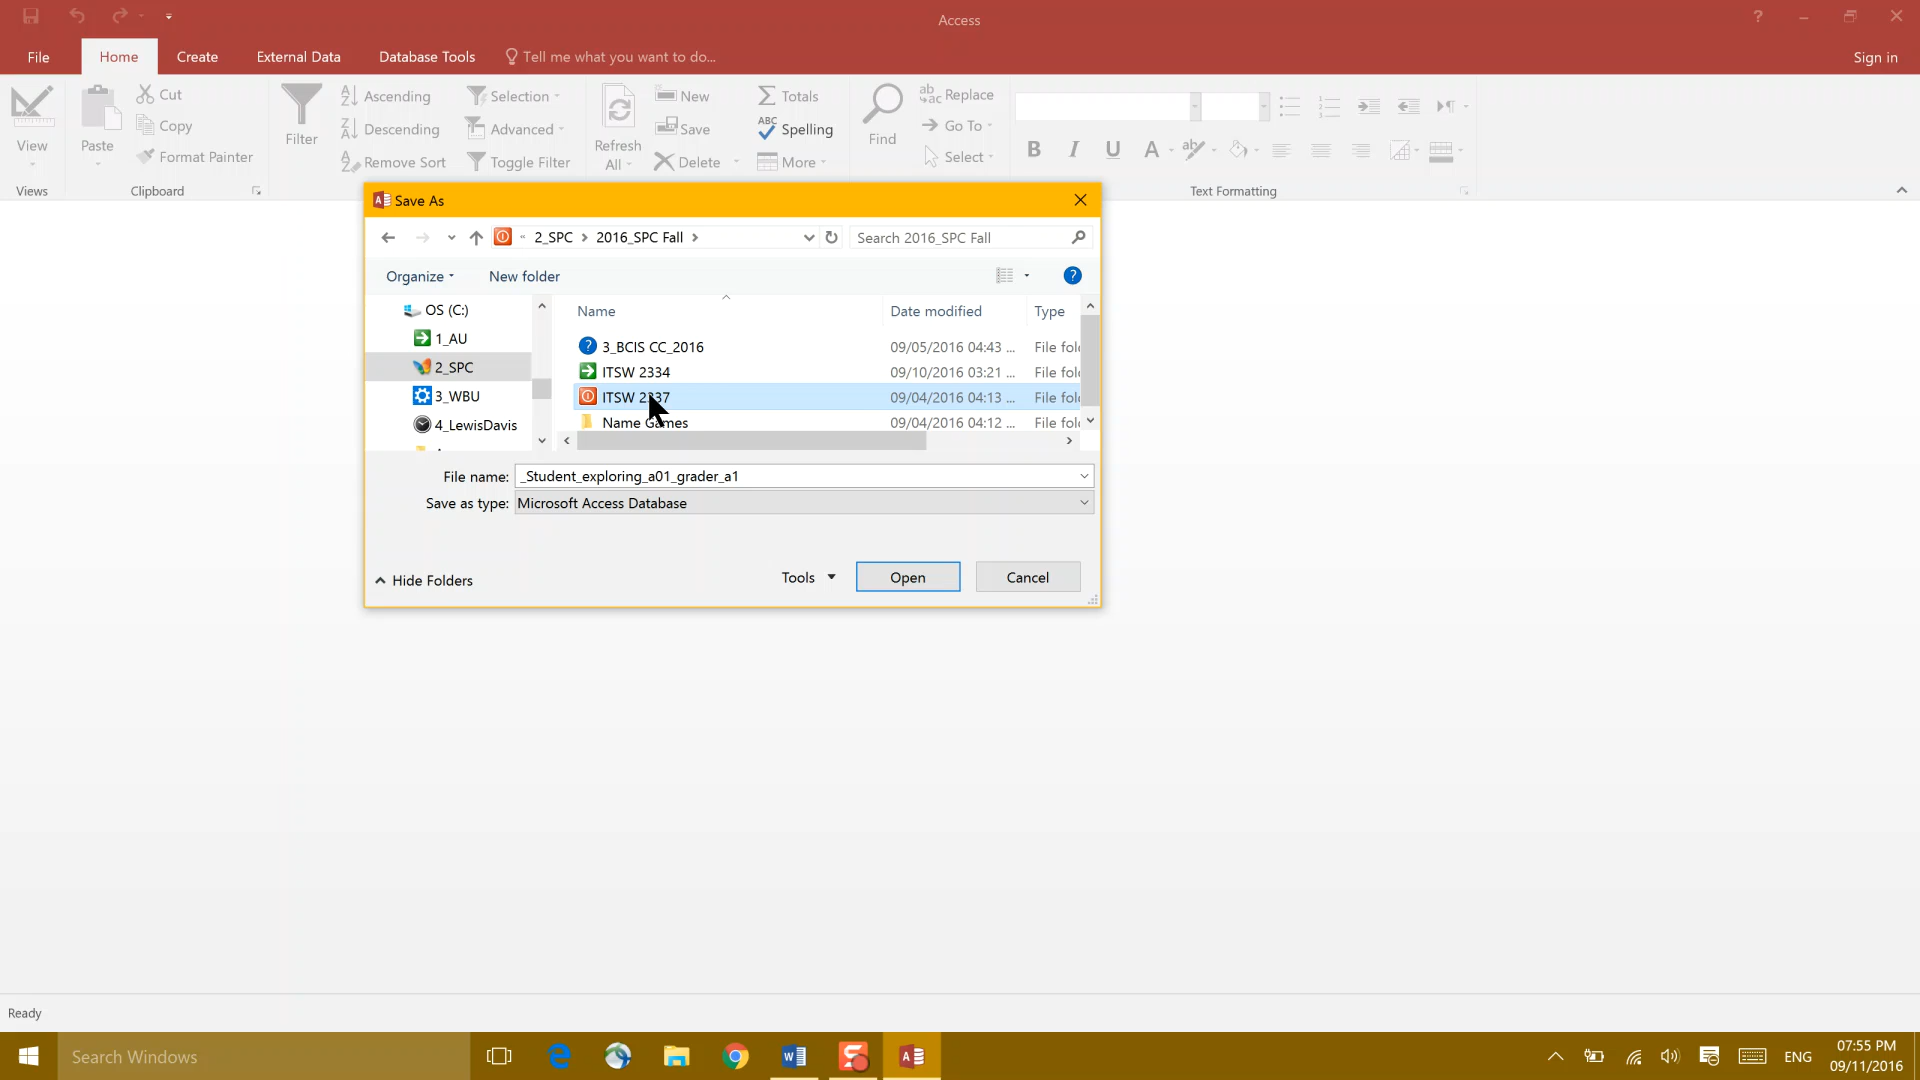 Access
File Home Create External Data Database Tools Tell me what you want to do... Sign in
View
Views
Paste
Cut
Copy
Format Painter
Clipboard
Filter
Ascending
Descending
Remove Sort
Selection
Advanced
Toggle Filter
Refresh
All
New
Save
Delete
Totals
Spelling
More
Find
Replace
Go To
Select
B I U A
Text Formatting
Save As
2_SPC 2016_SPC Fall
Search 2016_SPC Fall
Organize New folder
OS (C:)
1_AU
2_SPC
3_WBU
4_LewisDavis
Name Date modified Type
3_BCIS CC_2016 09/05/2016 04:43 ... File fol
ITSW 2334 09/10/2016 03:21 ... File fol
ITSW 2337 09/04/2016 04:13 ... File fol
Name Games 09/04/2016 04:12 ... File fol
File name: _Student_exploring_a01_grader_a1
Save as type: Microsoft Access Database
Hide Folders Tools Open Cancel
Ready
Search Windows
ENG
07:55 PM
09/11/2016